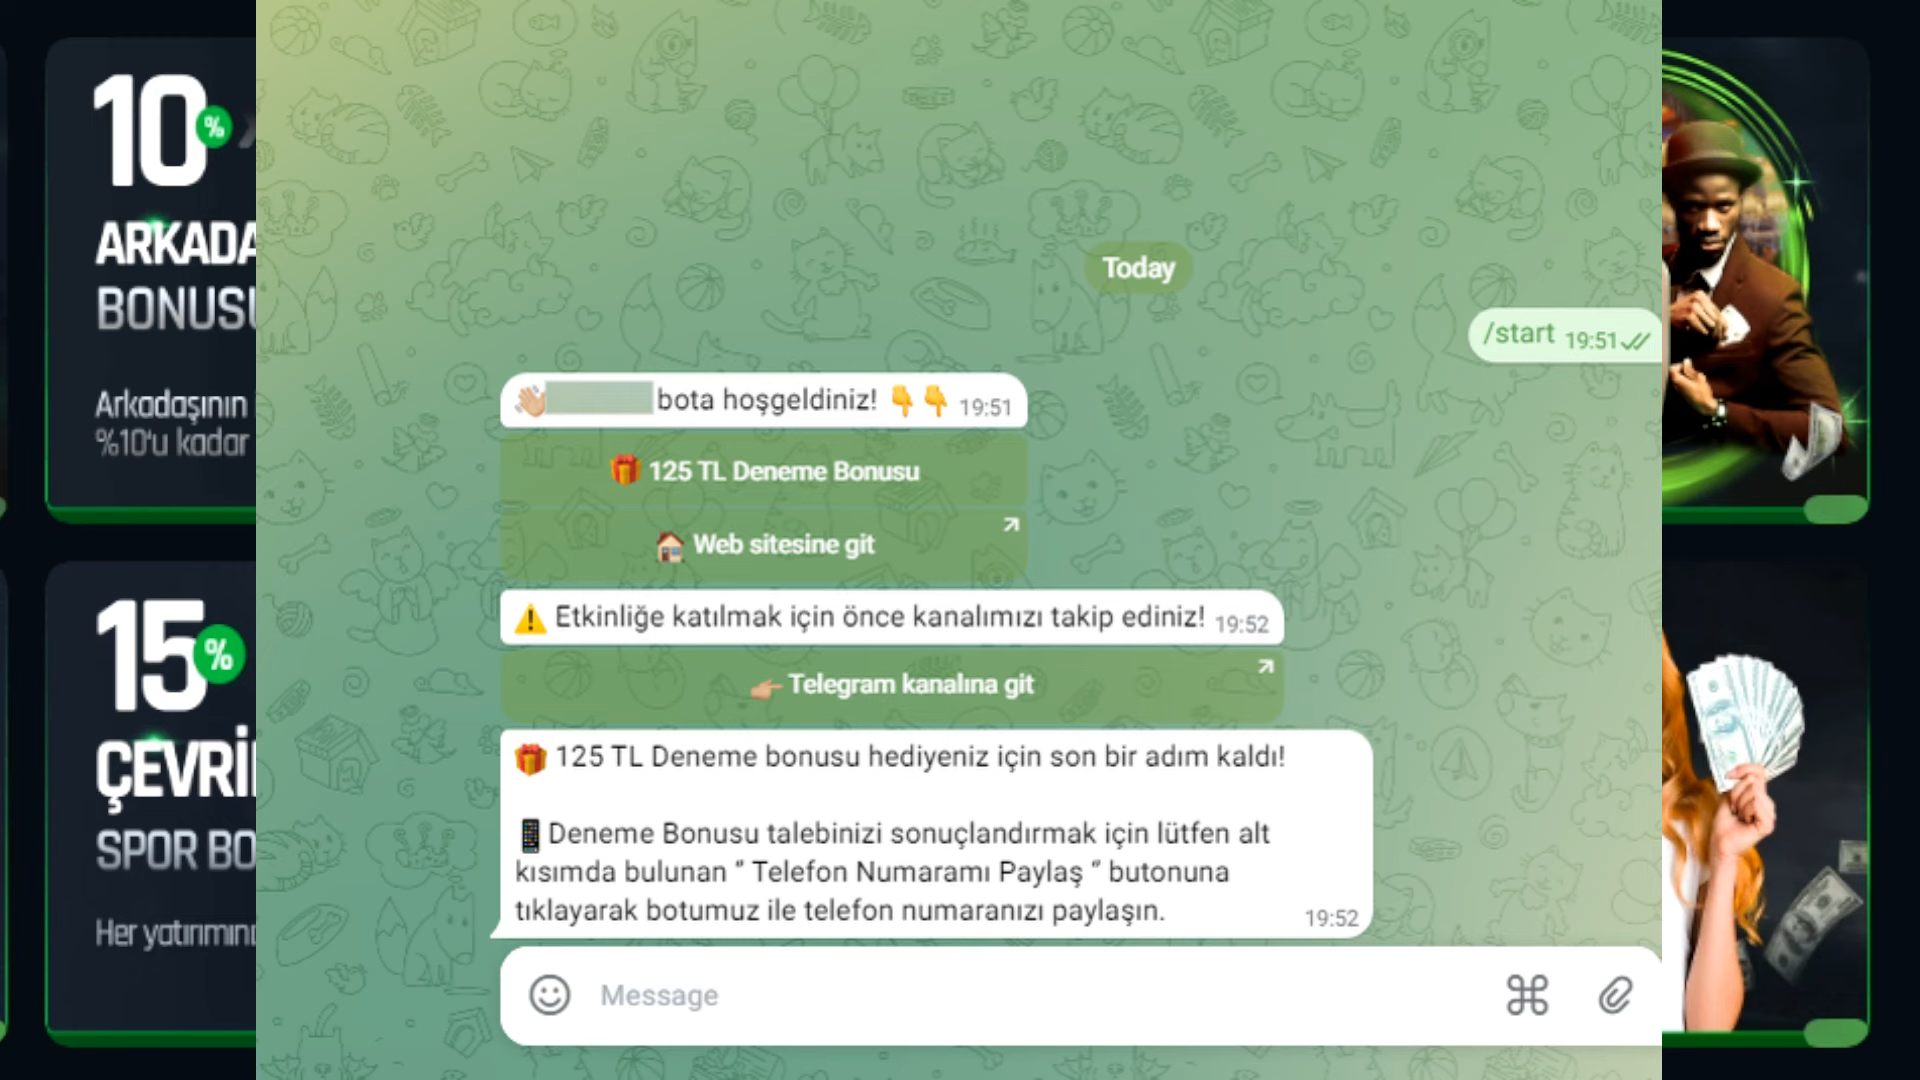 10 %
ARKADA
BONUSU
Arkadaşının
%10'u kadar
15 %
ÇEVRİ
SPOR BO
Her yatırımın
Today
/start 19:51
👋🏼 bota hoşgeldiniz! 👇👇 19:51
🎁 125 TL Deneme Bonusu
🏠 Web sitesine git
⚠️ Etkinliğe katılmak için önce kanalımızı takip ediniz! 19:52
👉🏼 Telegram kanalına git
🎁 125 TL Deneme bonusu hediyeniz için son bir adım kaldı!
📱Deneme Bonusu talebinizi sonuçlandırmak için lütfen alt
kısımda bulunan “ Telefon Numaramı Paylaş “ butonuna
tıklayarak botumuz ile telefon numaranızı paylaşın. 19:52
Message